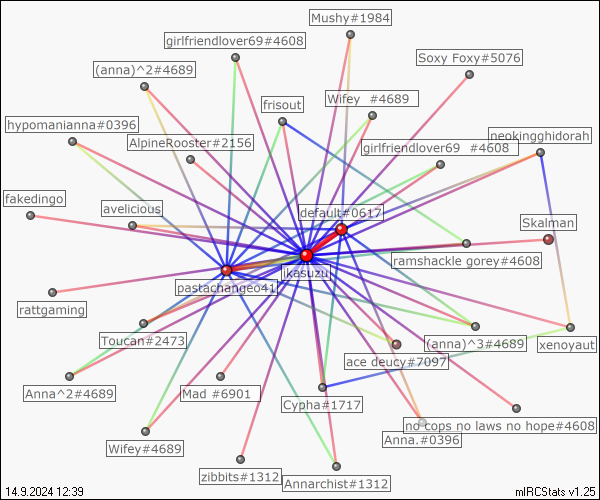 Mushy#1984
girlfriendlover69#4608
Soxy Foxy#5076
(anna)^2#4689
Wifey  #4689
frisout
hypomanianna#0396
neokingghidorah
AlpineRooster#2156
girlfriendlover69  #4608
fakedingo
avelicious
default#0617
Skalman
ramshackle gorey#4608
ikasuzu
pastachangeo41
rattgaming
Toucan#2473
(anna)^3#4689
xenoyaut
ace deucy#7097
Anna^2#4689
Mad #6901
Cypha#1717
no cops no laws no hope#4608
Anna.#0396
Wifey#4689
zibbits#1312
Annarchist#1312
14.9.2024 12:39
mIRCStats v1.25